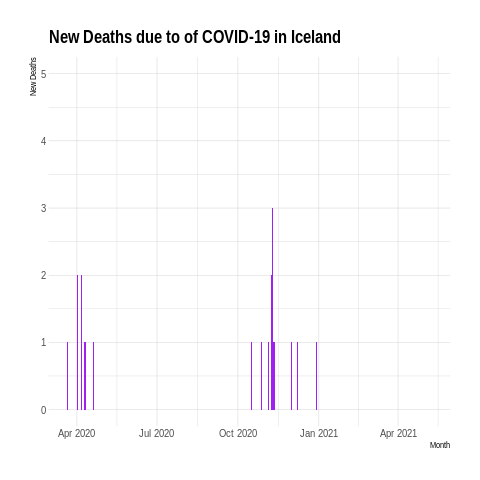 New Deaths due to of COVID-19 in Iceland
New Deaths
5
4
3
2
1
0
Apr 2020 Jul 2020 Oct 2020 Jan 2021 Apr 2021
Month